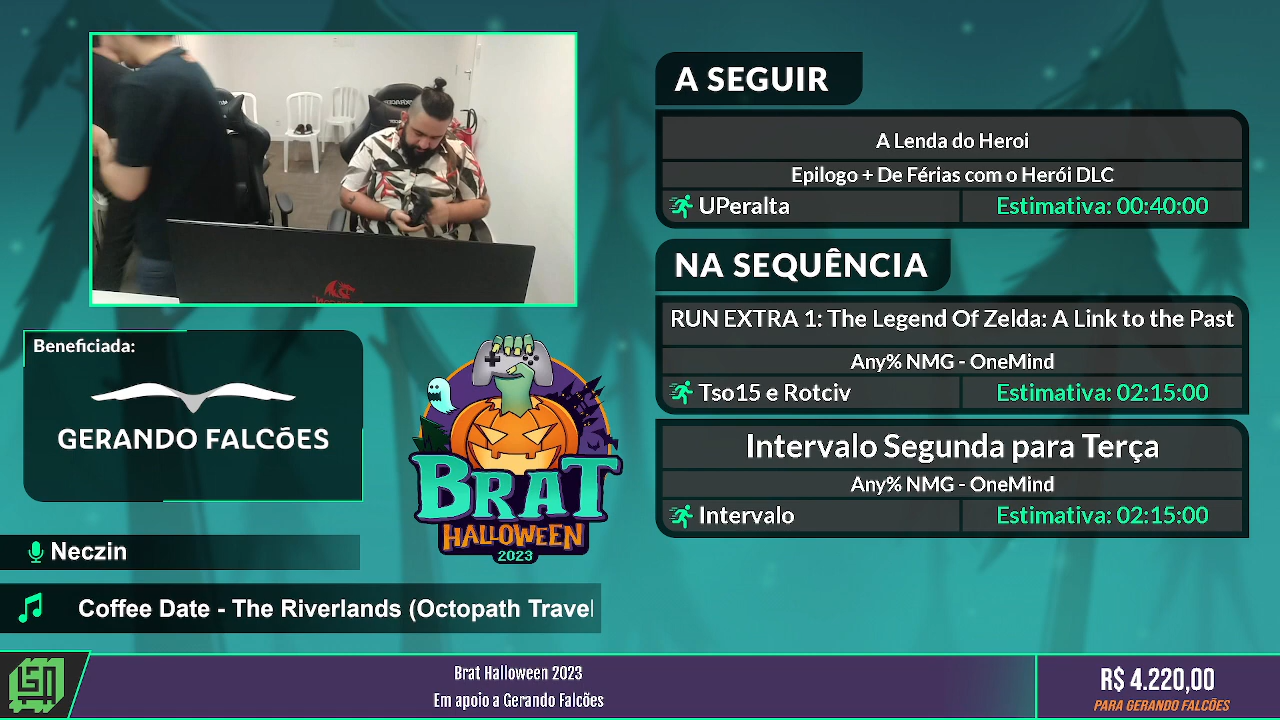 A SEGUIR
A Lenda do Heroi
Epilogo + De Férias com o Herói DLC
UPeralta
Estimativa: 00:40:00
NA SEQUÊNCIA
RUN EXTRA 1: The Legend Of Zelda: A Link to the Past
Any% NMG - OneMind
Tso15 e Rotciv
Estimativa: 02:15:00
Intervalo Segunda para Terça
Any% NMG - OneMind
Intervalo
Estimativa: 02:15:00
Beneficiada:
GERANDO FALCÕES
BRAT
HALLOWEEN
2023
Neczin
Coffee Date - The Riverlands (Octopath Travel
Brat Halloween 2023
Em apoio a Gerando Falcões
R$ 4.220,00
PARA GERANDO FALCÕES